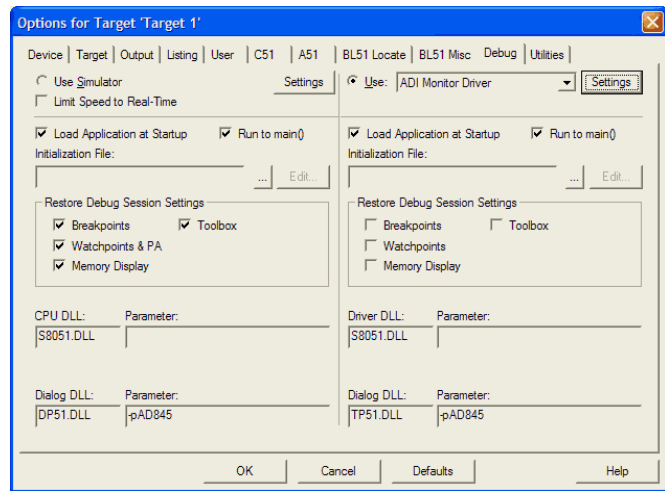 Options for Target 'Target 1'
Device | Target | Output | Listing | User | C51 | A51 | BL51 Locate | BL51 Misc | Debug | Utilities
Use Simulator Settings
Limit Speed to Real-Time
Use: ADI Monitor Driver Settings
Load Application at Startup Run to main()
Initialization File:
... Edit...
Restore Debug Session Settings
Breakpoints Toolbox
Watchpoints & PA
Memory Display
Load Application at Startup Run to main()
Initialization File:
... Edit...
Restore Debug Session Settings
Breakpoints Toolbox
Watchpoints
Memory Display
CPU DLL: Parameter:
S8051.DLL
Dialog DLL: Parameter:
DP51.DLL -pAD845
Driver DLL: Parameter:
S8051.DLL
Dialog DLL: Parameter:
TP51.DLL -pAD845
OK Cancel Defaults Help